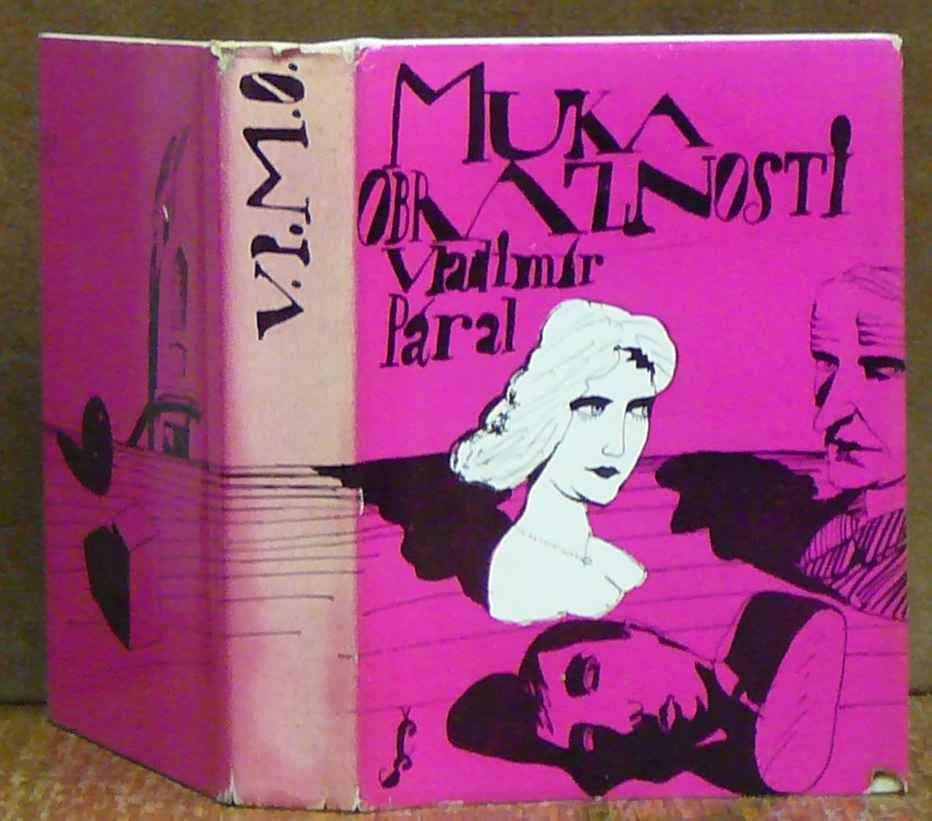 V.P.M.O.
MUKA
OBRAZNOSTI
Vladimír
Páral